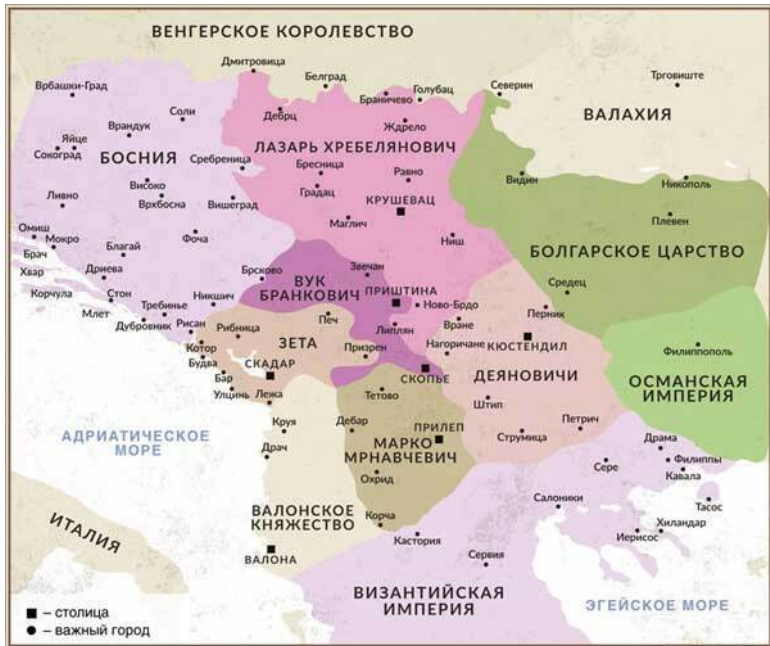 ВЕНГЕРСКОЕ КОРОЛЕВСТВО
Дмитровица
Белград
Врбашки-Град
Браничево
Голубац
Северин
Трговиште
ВАЛАХИЯ
Соли
Дебрц
Ждрело
Врандук
Яйце
Сокоград
БОСНИЯ
ЛАЗАРЬ ХРЕБЕЛЯНОВИЧ
Сребреница
Бресница
Равно
Видин
Никополь
Високо
Градац
КРУШЕВАЦ
Ливно
Врхбосна
Вишеград
Маглич
Плевен
Омиш
Мокро
Фоча
Ниш
БОЛГАРСКОЕ ЦАРСТВО
Брач
Благай
Хвар
Дриева
Брсково
ВУК
БРАНКОВИЧ
Звечан
ПРИШТИНА
Средец
Корчула
Стон
Никшич
Ново-Брдо
Перник
Млет
Требинье
Дубровник
Рисан
Рибница
Печ
Липлян
Вране
КЮСТЕНДИЛ
Котор
ЗЕТА
Призрен
Нагоричане
Филиппополь
Будва
СКАДАР
СКОПЬЕ
ДЕЯНОВИЧИ
ОСМАНСКАЯ
ИМПЕРИЯ
Бар
Улцинь
Лежа
Тетово
Штип
АДРИАТИЧЕСКОЕ
МОРЕ
Круя
Дебар
ПРИЛЕП
Струмица
Петрич
Драма
Драч
МАРКО
МРНАВЧЕВИЧ
Сере
Филиппы
Кавала
Охрид
Салоники
Тасос
ВАЛОНСКОЕ
КНЯЖЕСТВО
Корча
Хиландар
Иерисос
ИТАЛИЯ
Кастория
ВАЛОНА
Сервия
ВИЗАНТИЙСКАЯ
ИМПЕРИЯ
ЭГЕЙСКОЕ МОРЕ
– столица
– важный город